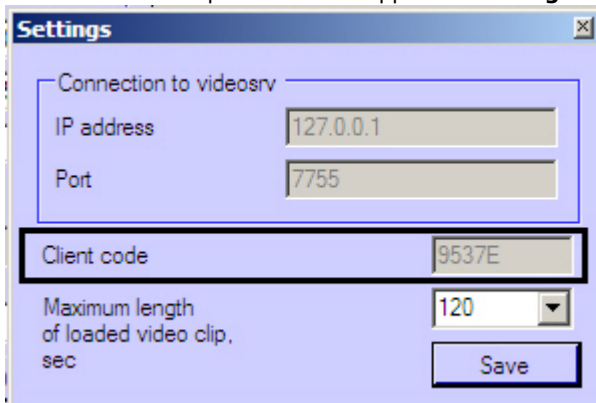 Settings
Connection to videosrv
IP address 127.0.0.1
Port 7755
Client code 9537E
Maximum length 120
of loaded video clip,
sec
Save